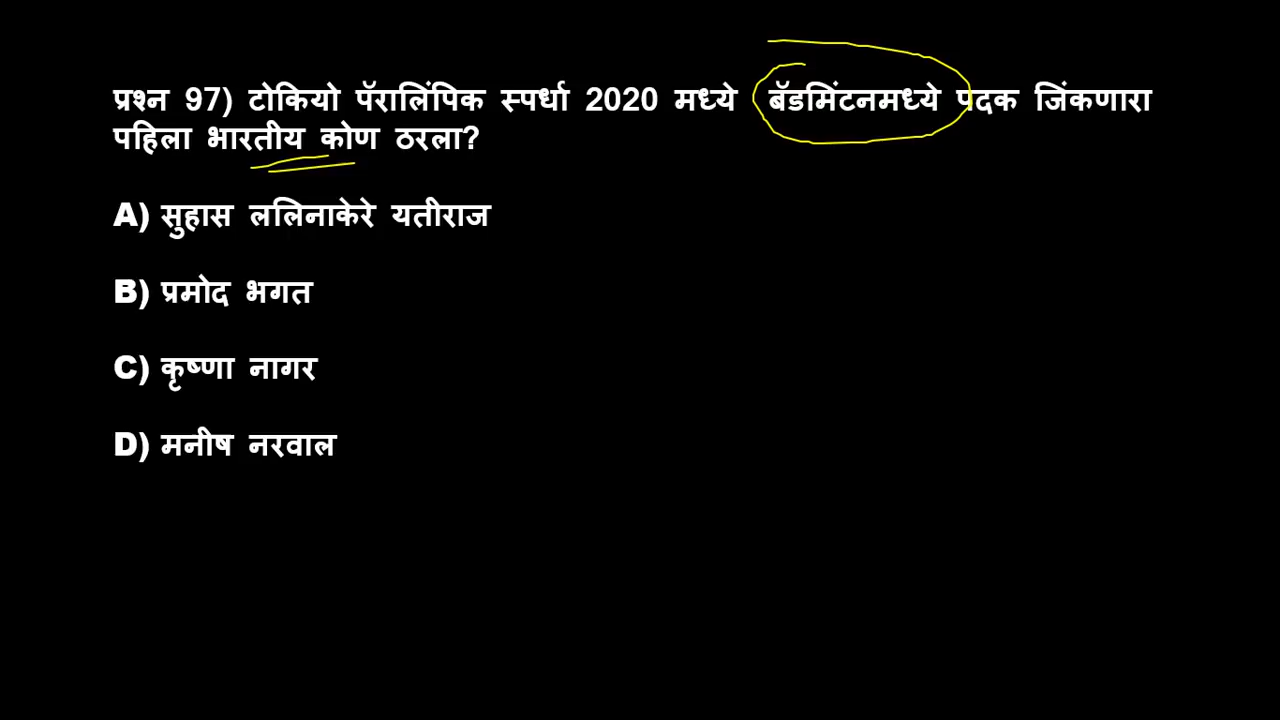 प्रश्न 97) टोकियो पॅरालिंपिक स्पर्धा 2020 मध्ये बॅडमिंटनमध्ये पदक जिंकणारा
पहिला भारतीय कोण ठरला?
A) सुहास ललिनाकेरे यतीराज
B) प्रमोद भगत
C) कृष्णा नागर
D) मनीष नरवाल